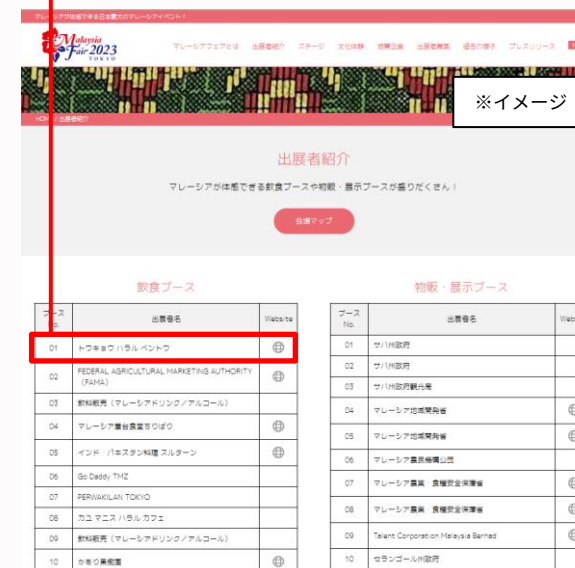 マレーシアが体感できる日本最大のマレーシアイベント！
Malaysia
Fair 2023
TOKYO
マレーシアフェアとは 出展者紹介 ステージ 文化体験 協賛企画 出展者募集 過去の様子 プレスリリース
※イメージ
HOME / 出展者紹介
出展者紹介
マレーシアが体感できる飲食ブースや物販・展示ブースが盛りだくさん！
会場マップ
飲食ブース
ブース No. 出展者名 Website
01 トウキョウ ハラル ベントウ
02 FEDERAL AGRICULTURAL MARKETING AUTHORITY
（FAMA）
03 飲料販売（マレーシアドリンク／アルコール）
04 マレーシア屋台食堂ちりばり
05 インド・パキスタン料理 スルターン
06 Go Daddy TMZ
07 PERWAKILAN TOKYO
08 カユ マニス ハラル カフェ
09 飲料販売（マレーシアドリンク／アルコール）
10 かをり果樹園
物販・展示ブース
ブース No. 出展者名
01 サバ州政府
02 サバ州政府
03 サバ州政府観光局
04 マレーシア地域開発省
05 マレーシア地域開発省
06 マレーシア農民機構公団
07 マレーシア農業・食糧安全保障省
08 マレーシア農業・食糧安全保障省
09 Talent Corporation Malaysia Berhad
10 セランゴール州政府